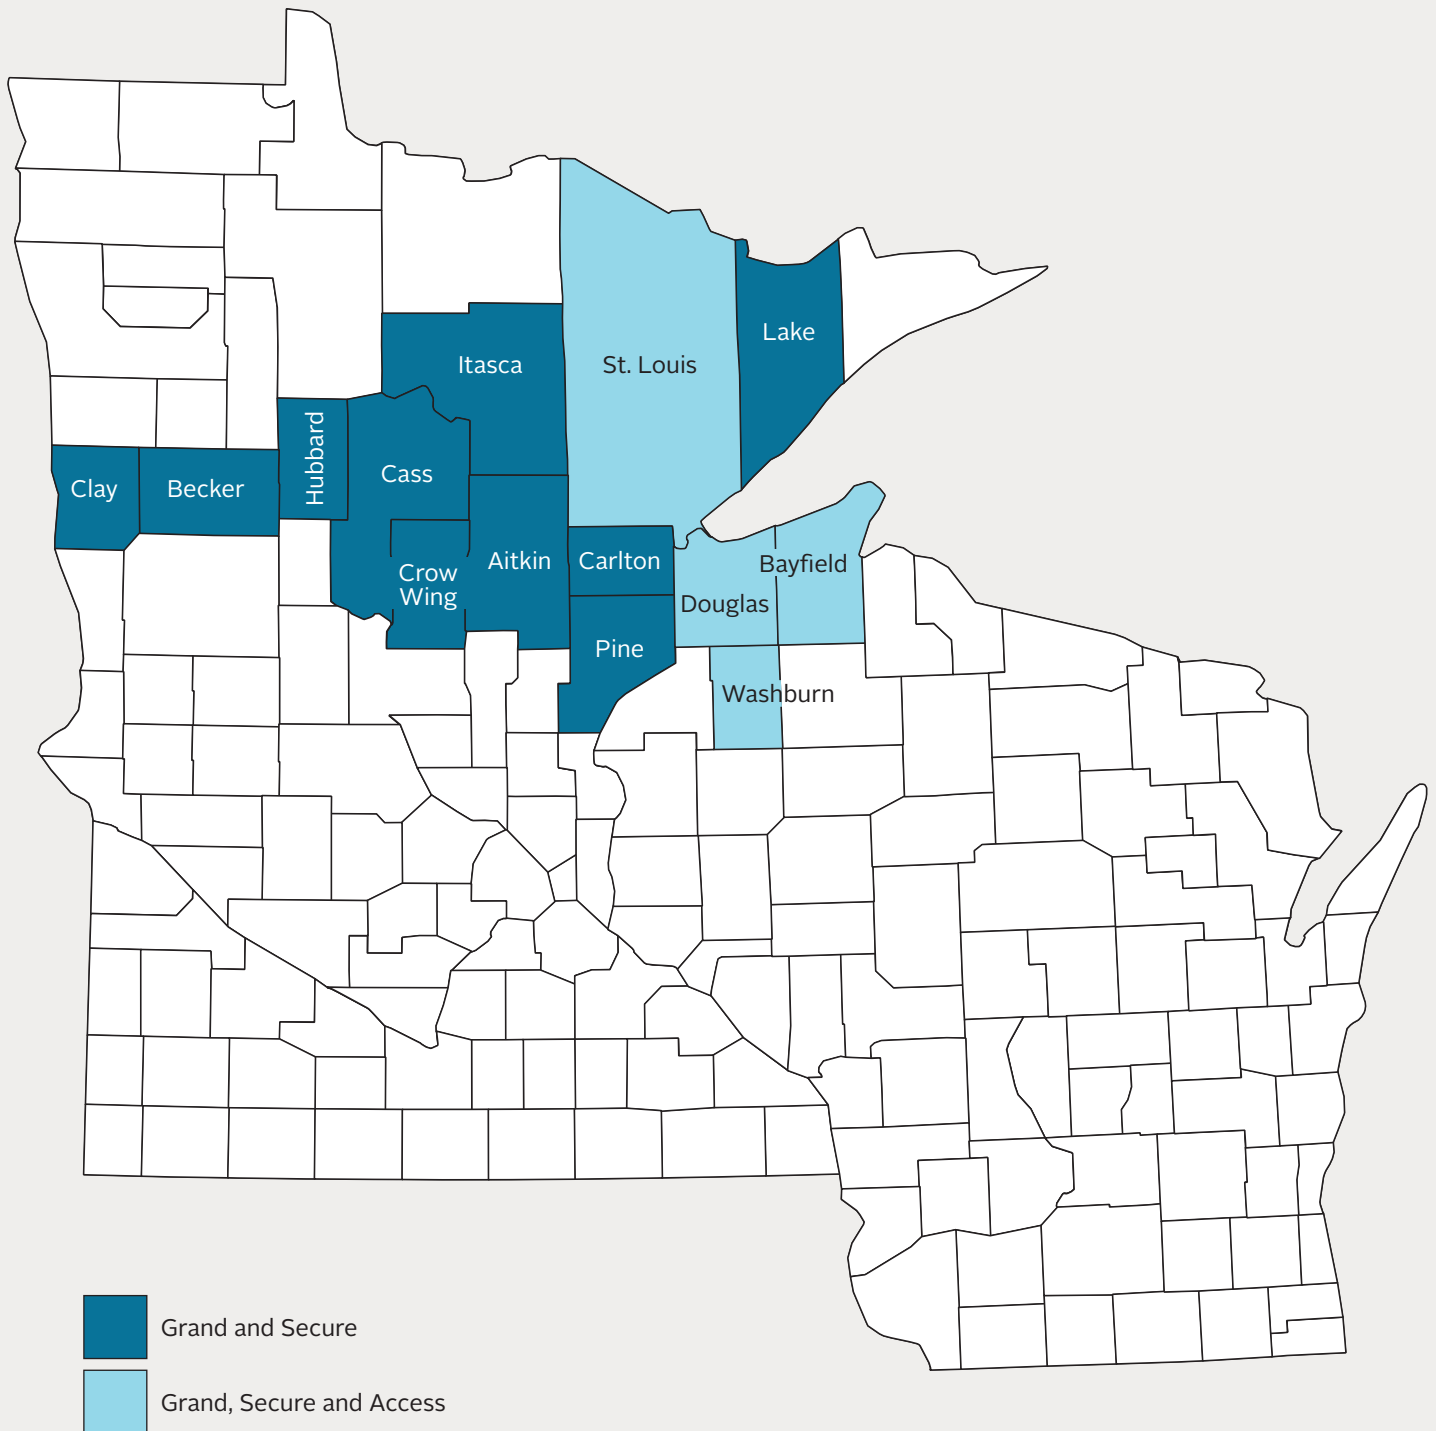 Lake
Itasca
St. Louis
Hubbard
Cass
Clay
Becker
Aitkin
Carlton
Bayfield
Crow
Wing
Douglas
Pine
Washburn
Grand and Secure
Grand, Secure and Access